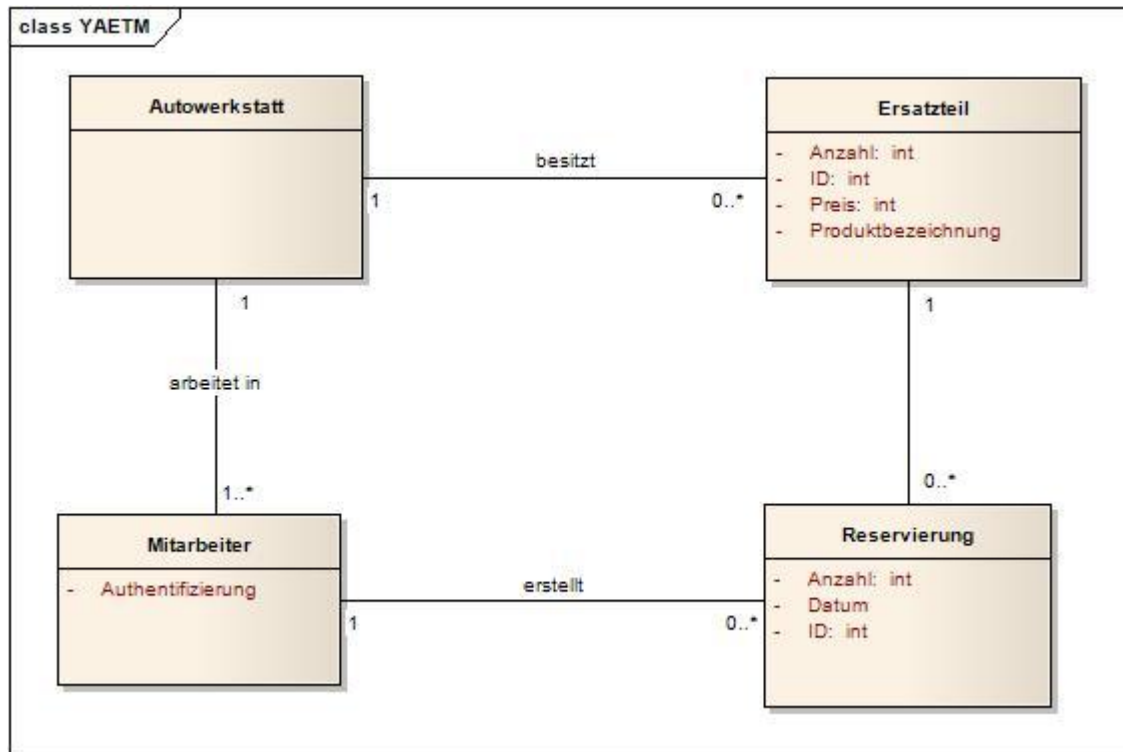 class YAETM
Autowerkstatt
Ersatzteil
- Anzahl: int
- ID: int
- Preis: int
- Produktbezeichnung
besitzt
1
0..*
1
1
arbeitet in
1..*
0..*
Mitarbeiter
- Authentifizierung
Reservierung
- Anzahl: int
- Datum
- ID: int
erstellt
1
0..*